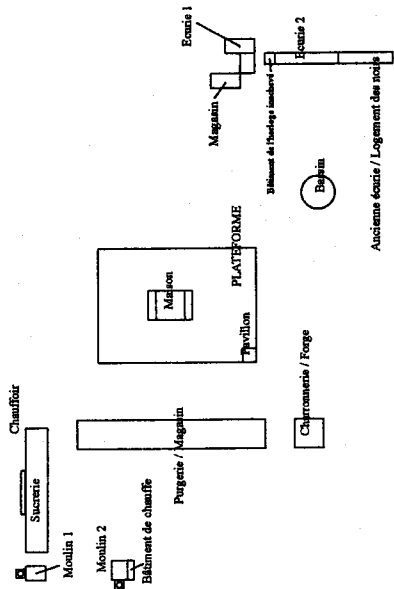 Moulin 1
Moulin 2
Bâtiment de chauffe
Sucrerie
Chauffoir
Purgerie / Magasin
Charronnerie / Forge
Pavillon
Maison
PLATEFORME
Bassin
Magasin
Ecurie 1
Bâtiment de l'horloge inachevé
Ecurie 2
Ancienne écurie / Logement des noirs